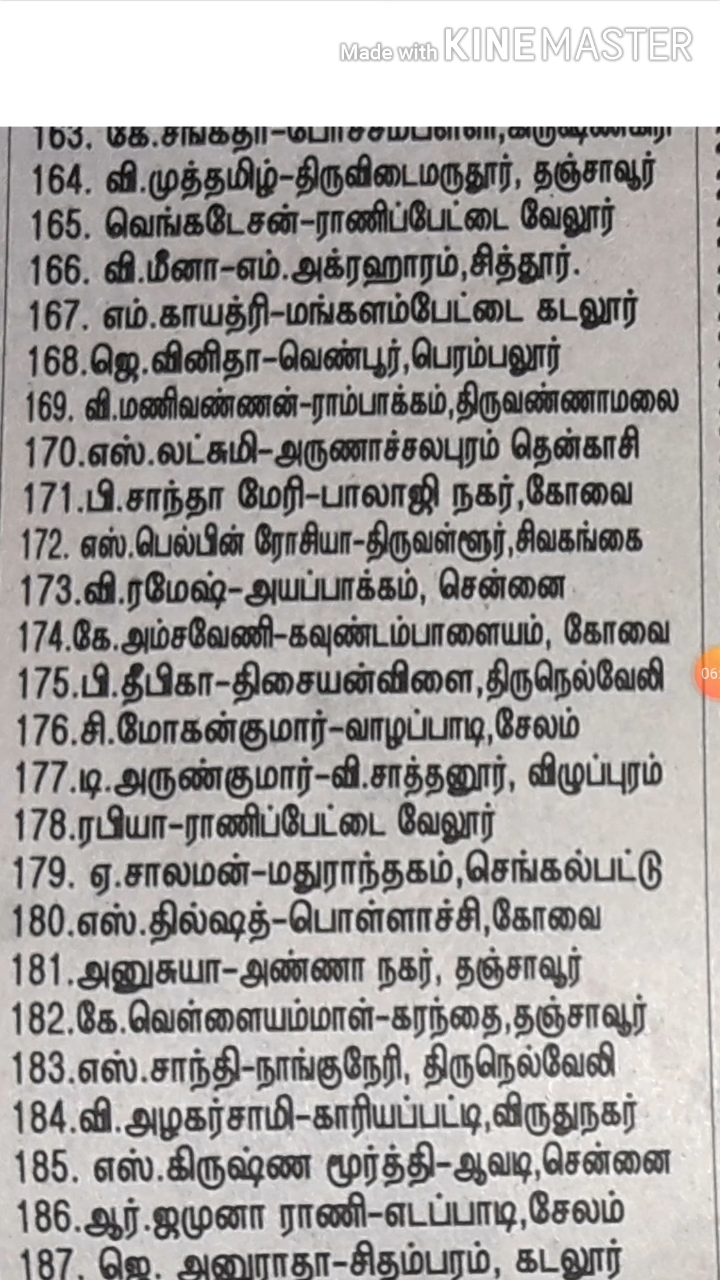 Made with KINEMASTER
163. கே.சங்கீதா-போச்சம்பள்ளி,கிருஷ்ணகிரி
164. வி.முத்தமிழ்-திருவிடைமருதூர், தஞ்சாவூர்
165. வெங்கடேசன்-ராணிப்பேட்டை வேலூர்
166. வி.மீனா-எம்.அக்ரஹாரம்,சித்தூர்.
167. எம்.காயத்ரி-மங்களம்பேட்டை கடலூர்
168.ஜெ.வினிதா-வெண்பூர்,பெரம்பலூர்
169. வி.மணிவண்ணன்-ராம்பாக்கம்,திருவண்ணாமலை
170.எஸ்.லட்சுமி-அருணாச்சலபுரம் தென்காசி
171.பி.சாந்தா மேரி-பாலாஜி நகர்,கோவை
172. எஸ்.பெல்பின் ரோசியா-திருவள்ளூர்,சிவகங்கை
173.வி.ரமேஷ்-அயப்பாக்கம், சென்னை
174.கே.அம்சவேணி-கவுண்டம்பாளையம், கோவை
175.பி.தீபிகா-திசையன்விளை,திருநெல்வேலி
176.சி.மோகன்குமார்-வாழப்பாடி,சேலம்
177.டி.அருண்குமார்-வி.சாத்தனூர், விழுப்புரம்
178.ரபியா-ராணிப்பேட்டை வேலூர்
179. ஏ.சாலமன்-மதுராந்தகம்,செங்கல்பட்டு
180.எஸ்.தில்ஷத்-பொள்ளாச்சி,கோவை
181.அனுசுயா-அண்ணா நகர், தஞ்சாவூர்
182.கே.வெள்ளையம்மாள்-கரந்தை,தஞ்சாவூர்
183.எஸ்.சாந்தி-நாங்குநேரி, திருநெல்வேலி
184.வி.அழகர்சாமி-காரியப்பட்டி,விருதுநகர்
185. எஸ்.கிருஷ்ண மூர்த்தி-ஆவடி,சென்னை
186.ஆர்.ஜமுனா ராணி-எடப்பாடி,சேலம்
187. ஜெ. அனுராதா-சிதம்பரம், கடலூர்